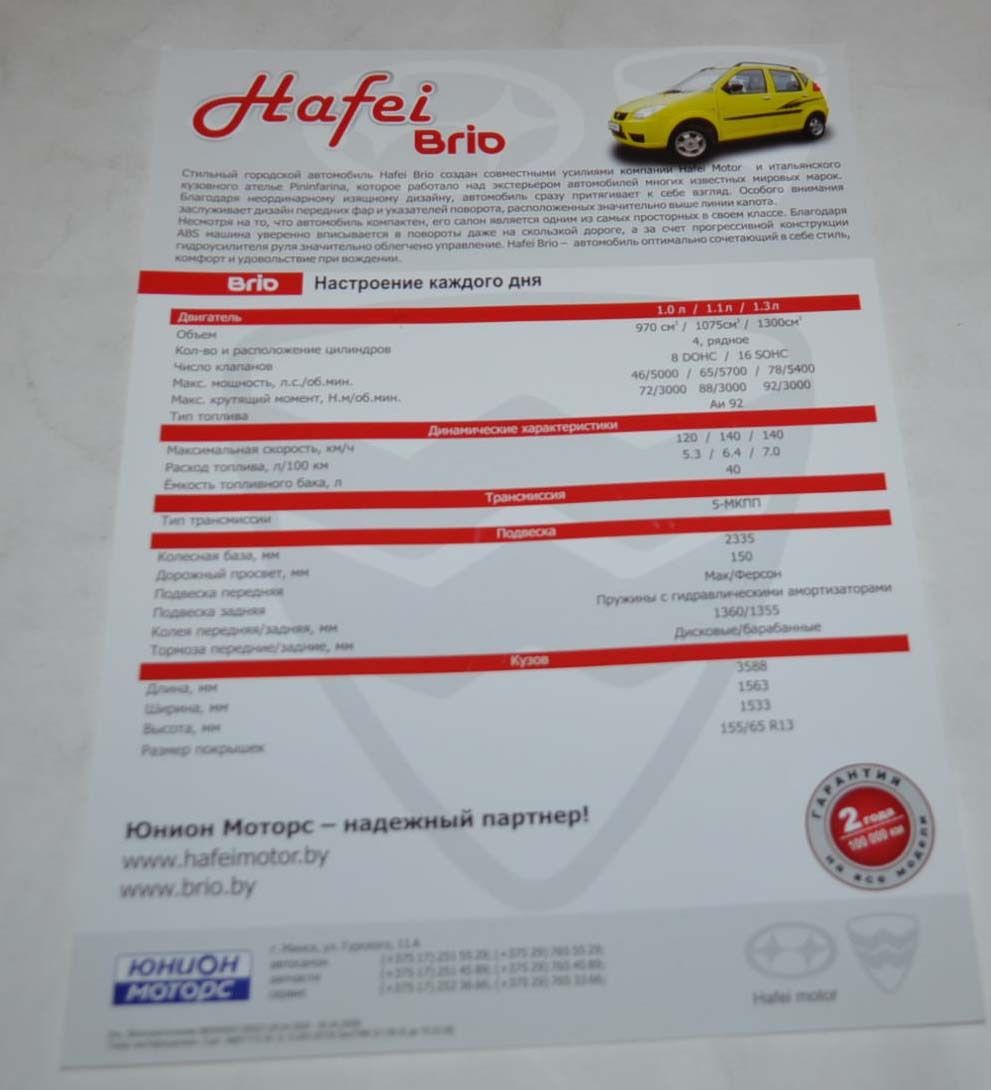 Hafei
Brio
Стильный городской автомобиль Hafei Brio создан совместными усилиями компании Hafei Motor и итальянского
кузовного ателье Pininfarina, которое работало над экстерьером автомобилей многих известных мировых марок.
Благодаря неординарному изящному дизайну, автомобиль сразу притягивает к себе взгляд. Особого внимания
заслуживает дизайн передних фар и указателей поворота, расположенных значительно выше линии капота.
Несмотря на то, что автомобиль компактен, его салон является одним из самых просторных в своем классе. Благодаря
ABS машина уверенно вписывается в повороты даже на скользкой дороге, а за счет прогрессивной конструкции
гидроусилителя руля значительно облегчено управление. Hafei Brio – автомобиль оптимально сочетающий в себе стиль,
комфорт и удовольствие при вождении.
Brio Настроение каждого дня
Двигатель 1.0 л / 1.1л / 1.3л
Объем 970 см³ / 1075см³ / 1300см³
Кол-во и расположение цилиндров 4, рядное
Число клапанов 8 DOHC / 16 SOHC
Макс. мощность, л.с./об.мин. 46/5000 / 65/5700 / 78/5400
Макс. крутящий момент, Н.м/об.мин. 72/3000 88/3000 92/3000
Тип топлива Аи 92
Динамические характеристики
Максимальная скорость, км/ч 120 / 140 / 140
Расход топлива, л/100 км 5.3 / 6.4 / 7.0
Емкость топливного бака, л 40
Трансмиссия
Тип трансмиссии 5-МКПП
Подвеска
Колесная база, мм 2335
Дорожный просвет, мм 150
Подвеска передняя Мак/Ферсон
Подвеска задняя Пружины с гидравлическими амортизаторами
Колея передняя/задняя, мм 1360/1355
Тормоза передние/задние, мм Дисковые/барабанные
Кузов
Длина, мм 3588
Ширина, мм 1563
Высота, мм 1533
Размер покрышек 155/65 R13
Юнион Моторс – надежный партнер!
www.hafeimotor.by
www.brio.by
ГАРАНТИЯ
2 года
100 000 км
на все модели
ЮНИОН
МОТОРС
г. Минск, ул.
автосалон
запчасти
сервис
Hafei motor